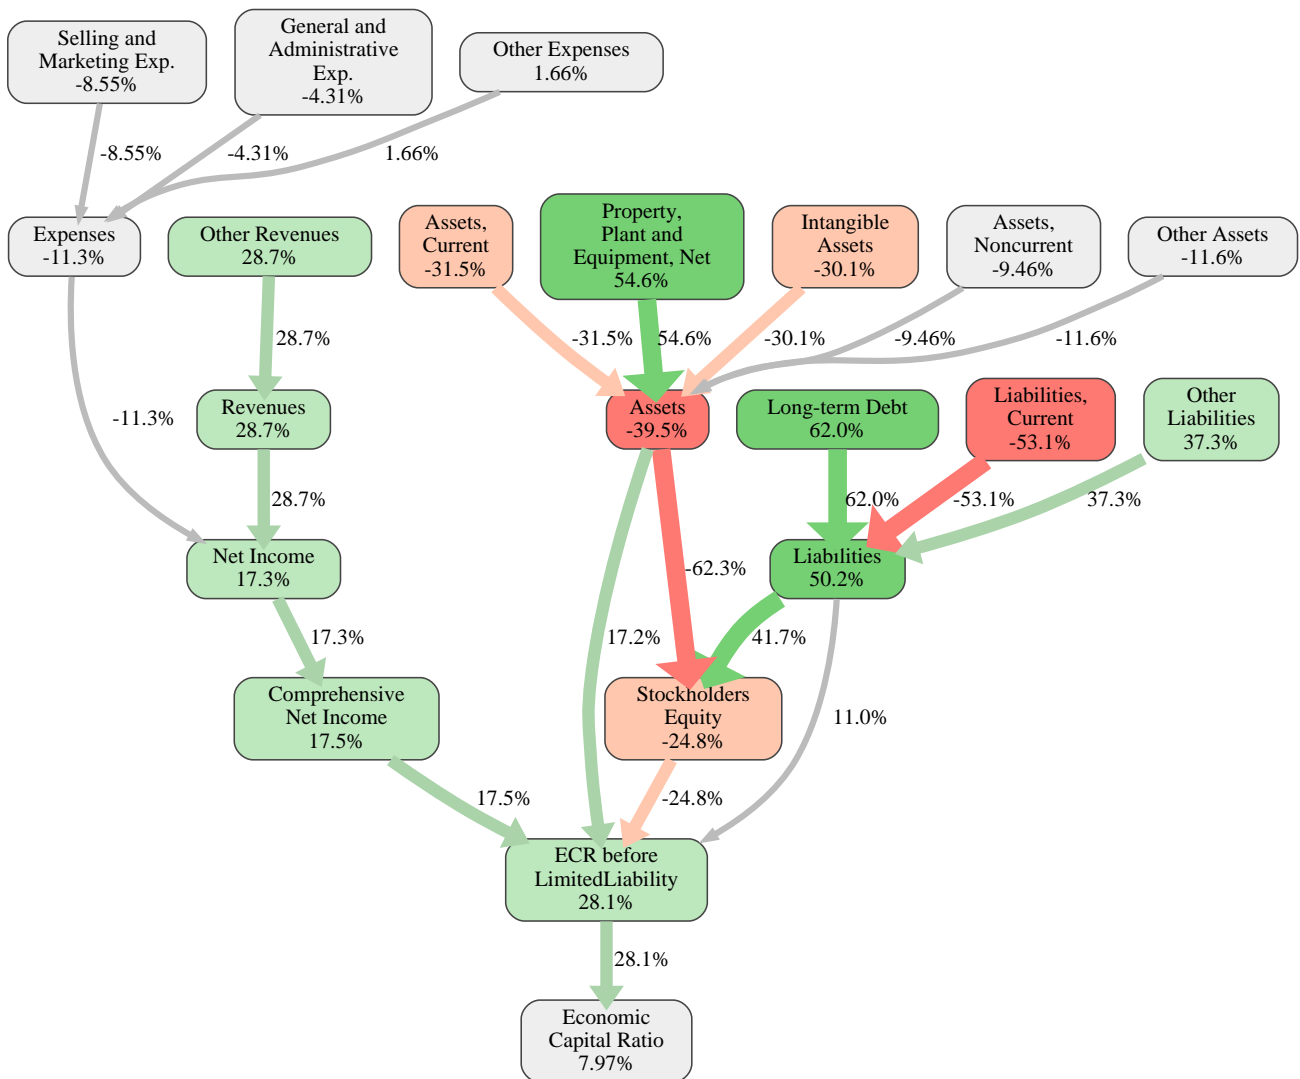 Selling and
Marketing Exp.
-8.55%
General and
Administrative
Exp.
-4.31%
Other Expenses
1.66%
-8.55%
-4.31%
1.66%
Expenses
-11.3%
Other Revenues
28.7%
Assets,
Current
-31.5%
Property,
Plant and
Equipment, Net
54.6%
Intangible
Assets
-30.1%
Assets,
Noncurrent
-9.46%
Other Assets
-11.6%
28.7%
-31.5%
54.6%
-30.1%
-9.46%
-11.6%
-11.3%
Revenues
28.7%
Assets
-39.5%
Long-term Debt
62.0%
Liabilities,
Current
-53.1%
Other
Liabilities
37.3%
28.7%
62.0%
-53.1%
37.3%
Net Income
17.3%
-62.3%
Liabilities
50.2%
17.3%
17.2%
41.7%
Comprehensive
Net Income
17.5%
Stockholders
Equity
-24.8%
11.0%
17.5%
-24.8%
ECR before
LimitedLiability
28.1%
28.1%
Economic
Capital Ratio
7.97%